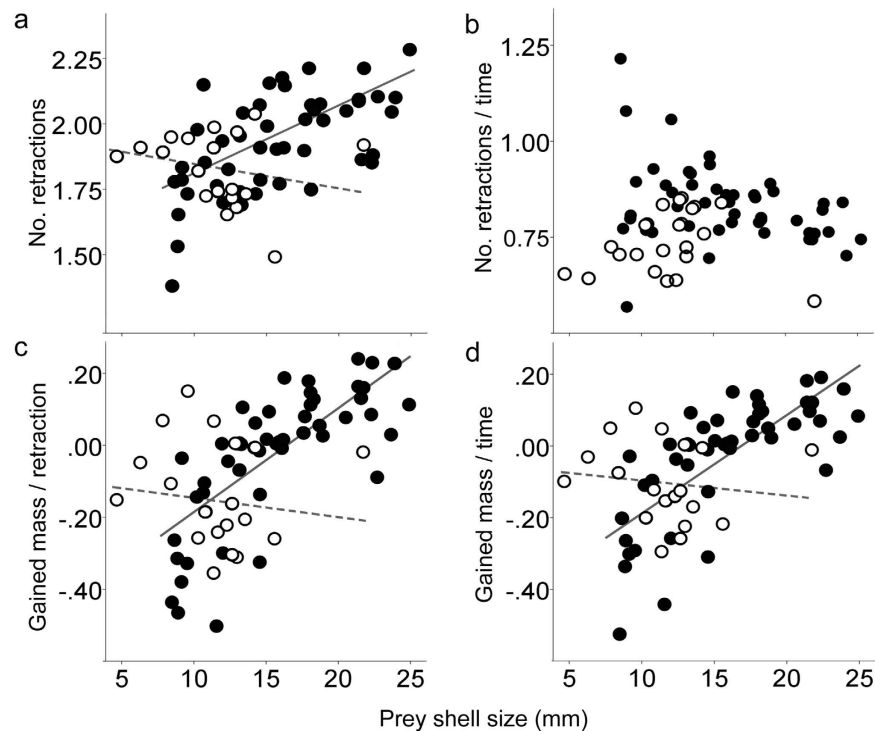 a
b
No. retractions
2.25
2.00
1.75
1.50
No. retractions / time
1.25
1.00
0.75
c
d
Gained mass / retraction
.20
.00
-.20
-.40
Gained mass / time
.20
.00
-.20
-.40
5 10 15 20 25
5 10 15 20 25
Prey shell size (mm)